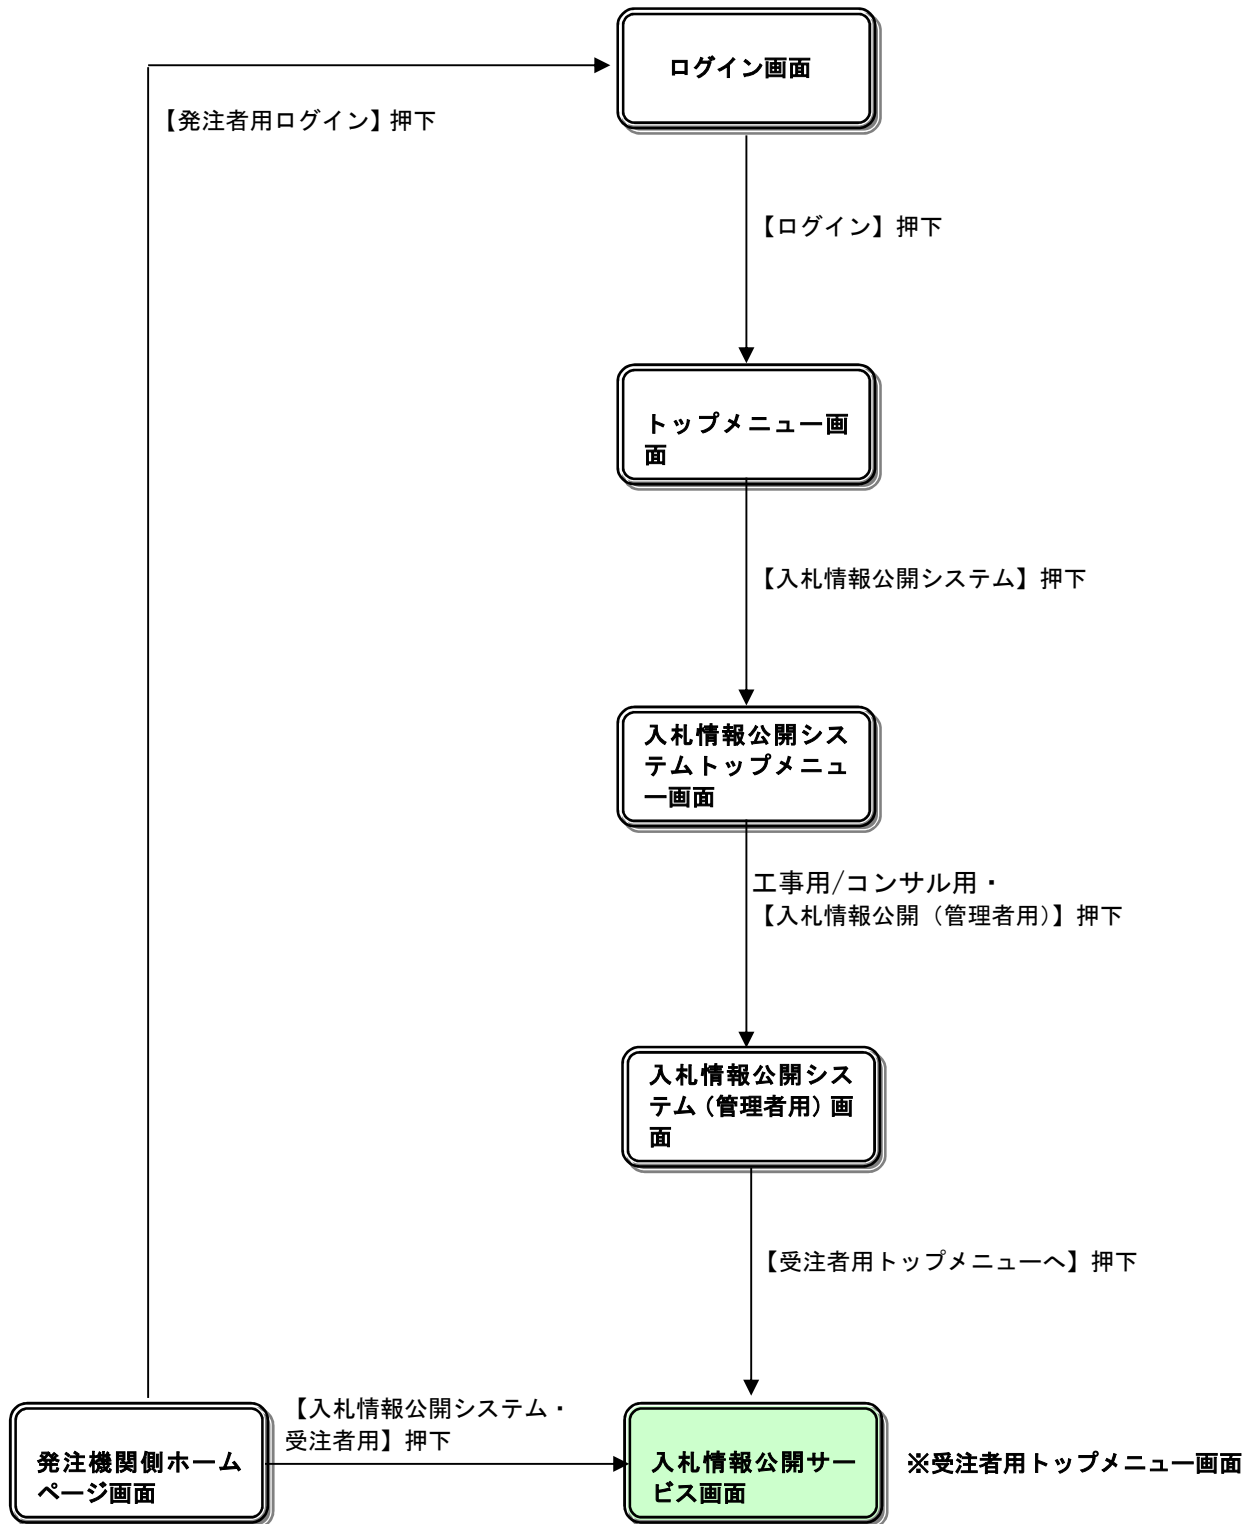 ログイン画面
【発注者用ログイン】押下
【ログイン】押下
トップメニュー画
面
【入札情報公開システム】押下
入札情報公開シス
テムトップメニュ
ー画面
工事用/コンサル用・
【入札情報公開（管理者用）】押下
入札情報公開シス
テム（管理者用）画
面
【受注者用トップメニューへ】押下
【入札情報公開システム・
受注者用】押下
発注機関側ホーム
ページ画面
入札情報公開サー
ビス画面
※受注者用トップメニュー画面